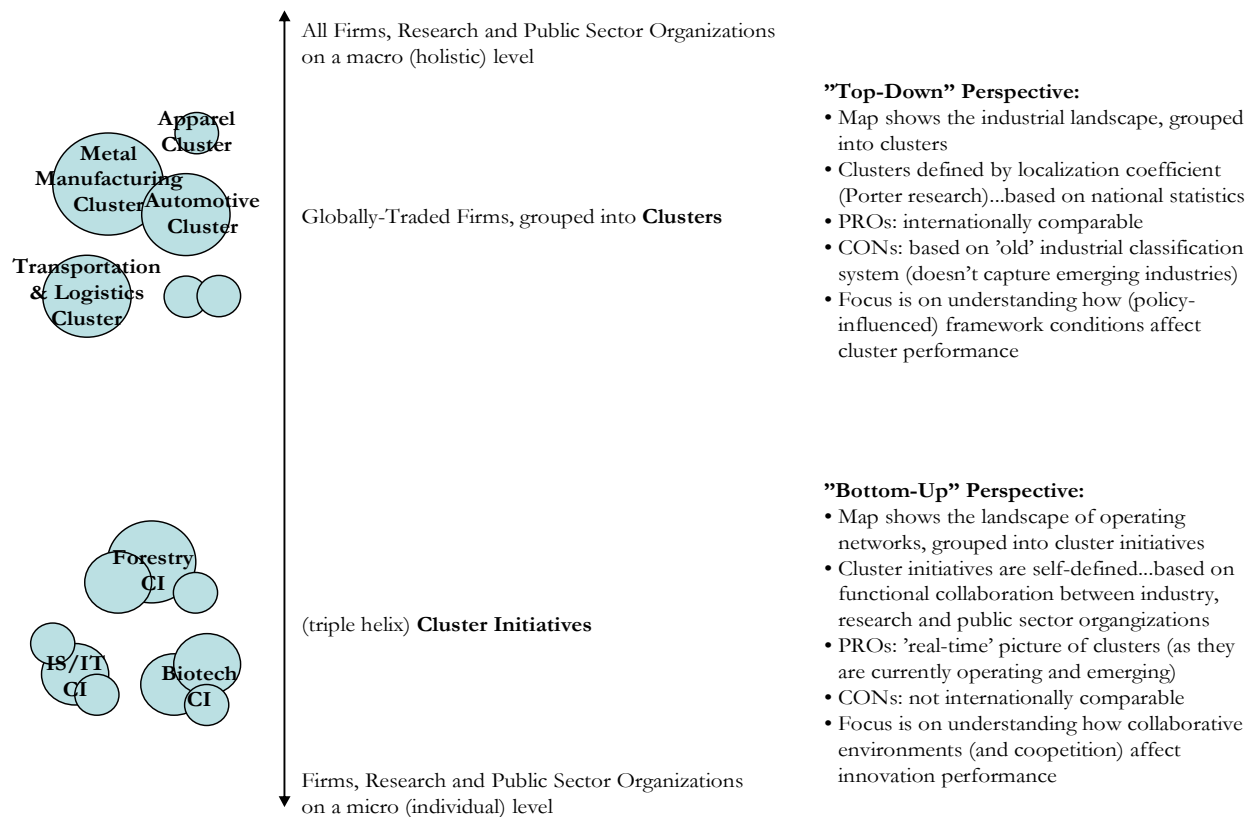 All Firms, Research and Public Sector Organizations
on a macro (holistic) level
Apparel
Cluster
Metal
Manufacturing
Cluster
Automotive
Cluster
Transportation
& Logistics
Cluster
Globally-Traded Firms, grouped into Clusters
”Top-Down” Perspective:
• Map shows the industrial landscape, grouped
into clusters
• Clusters defined by localization coefficient
(Porter research)...based on national statistics
• PROs: internationally comparable
• CONs: based on ’old’ industrial classification
system (doesn’t capture emerging industries)
• Focus is on understanding how (policy-
influenced) framework conditions affect
cluster performance
Forestry
CI
IS/IT
CI
Biotech
CI
(triple helix) Cluster Initiatives
”Bottom-Up” Perspective:
• Map shows the landscape of operating
networks, grouped into cluster initiatives
• Cluster initiatives are self-defined...based on
functional collaboration between industry,
research and public sector organgizations
• PROs: ’real-time’ picture of clusters (as they
are currently operating and emerging)
• CONs: not internationally comparable
• Focus is on understanding how collaborative
environments (and coopetition) affect
innovation performance
Firms, Research and Public Sector Organizations
on a micro (individual) level